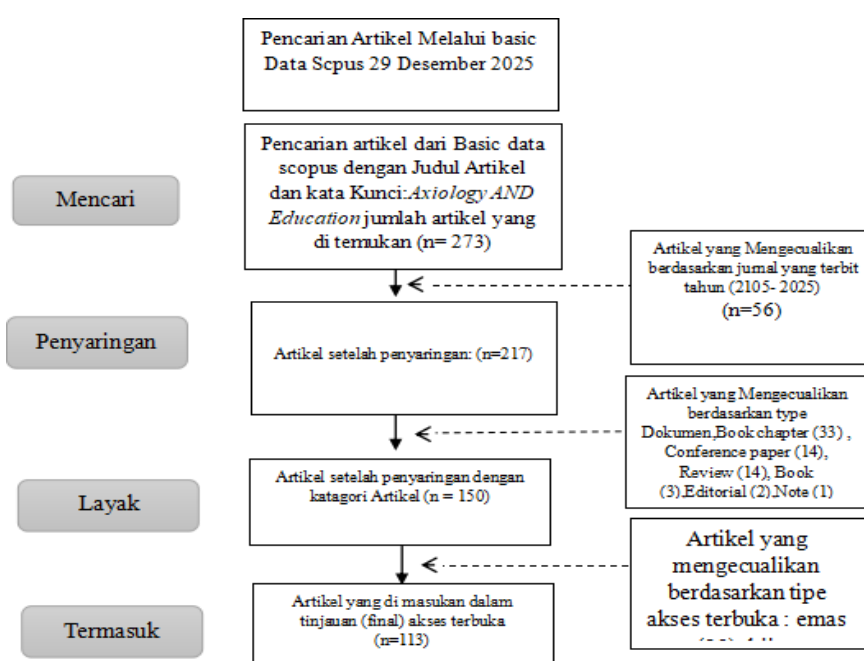 Pencarian Artikel Melalui basic
Data Scpus 29 Desember 2025
Mencari
Pencarian artikel dari Basic data
scopus dengan Judul Artikel
dan kata Kunci:Axiology AND
Education jumlah artikel yang
di temukan (n= 273)
Artikel yang Mengecualikan
berdasarkan jurnal yang terbit
tahun (2105- 2025)
(n=56)
Penyaringan
Artikel setelah penyaringan: (n=217)
Artikel yang Mengecualikan
berdasarkan type
Dokumen,Book chapter (33) ,
Conference paper (14),
Review (14), Book
(3).Editorial (2).Note (1)
Layak
Artikel setelah penyaringan dengan
katagori Artikel (n = 150)
Artikel yang
mengecualikan
berdasarkan tipe
akses terbuka : emas
Termasuk
Artikel yang di masukan dalam
tinjauan (final) akses terbuka
(n=113)